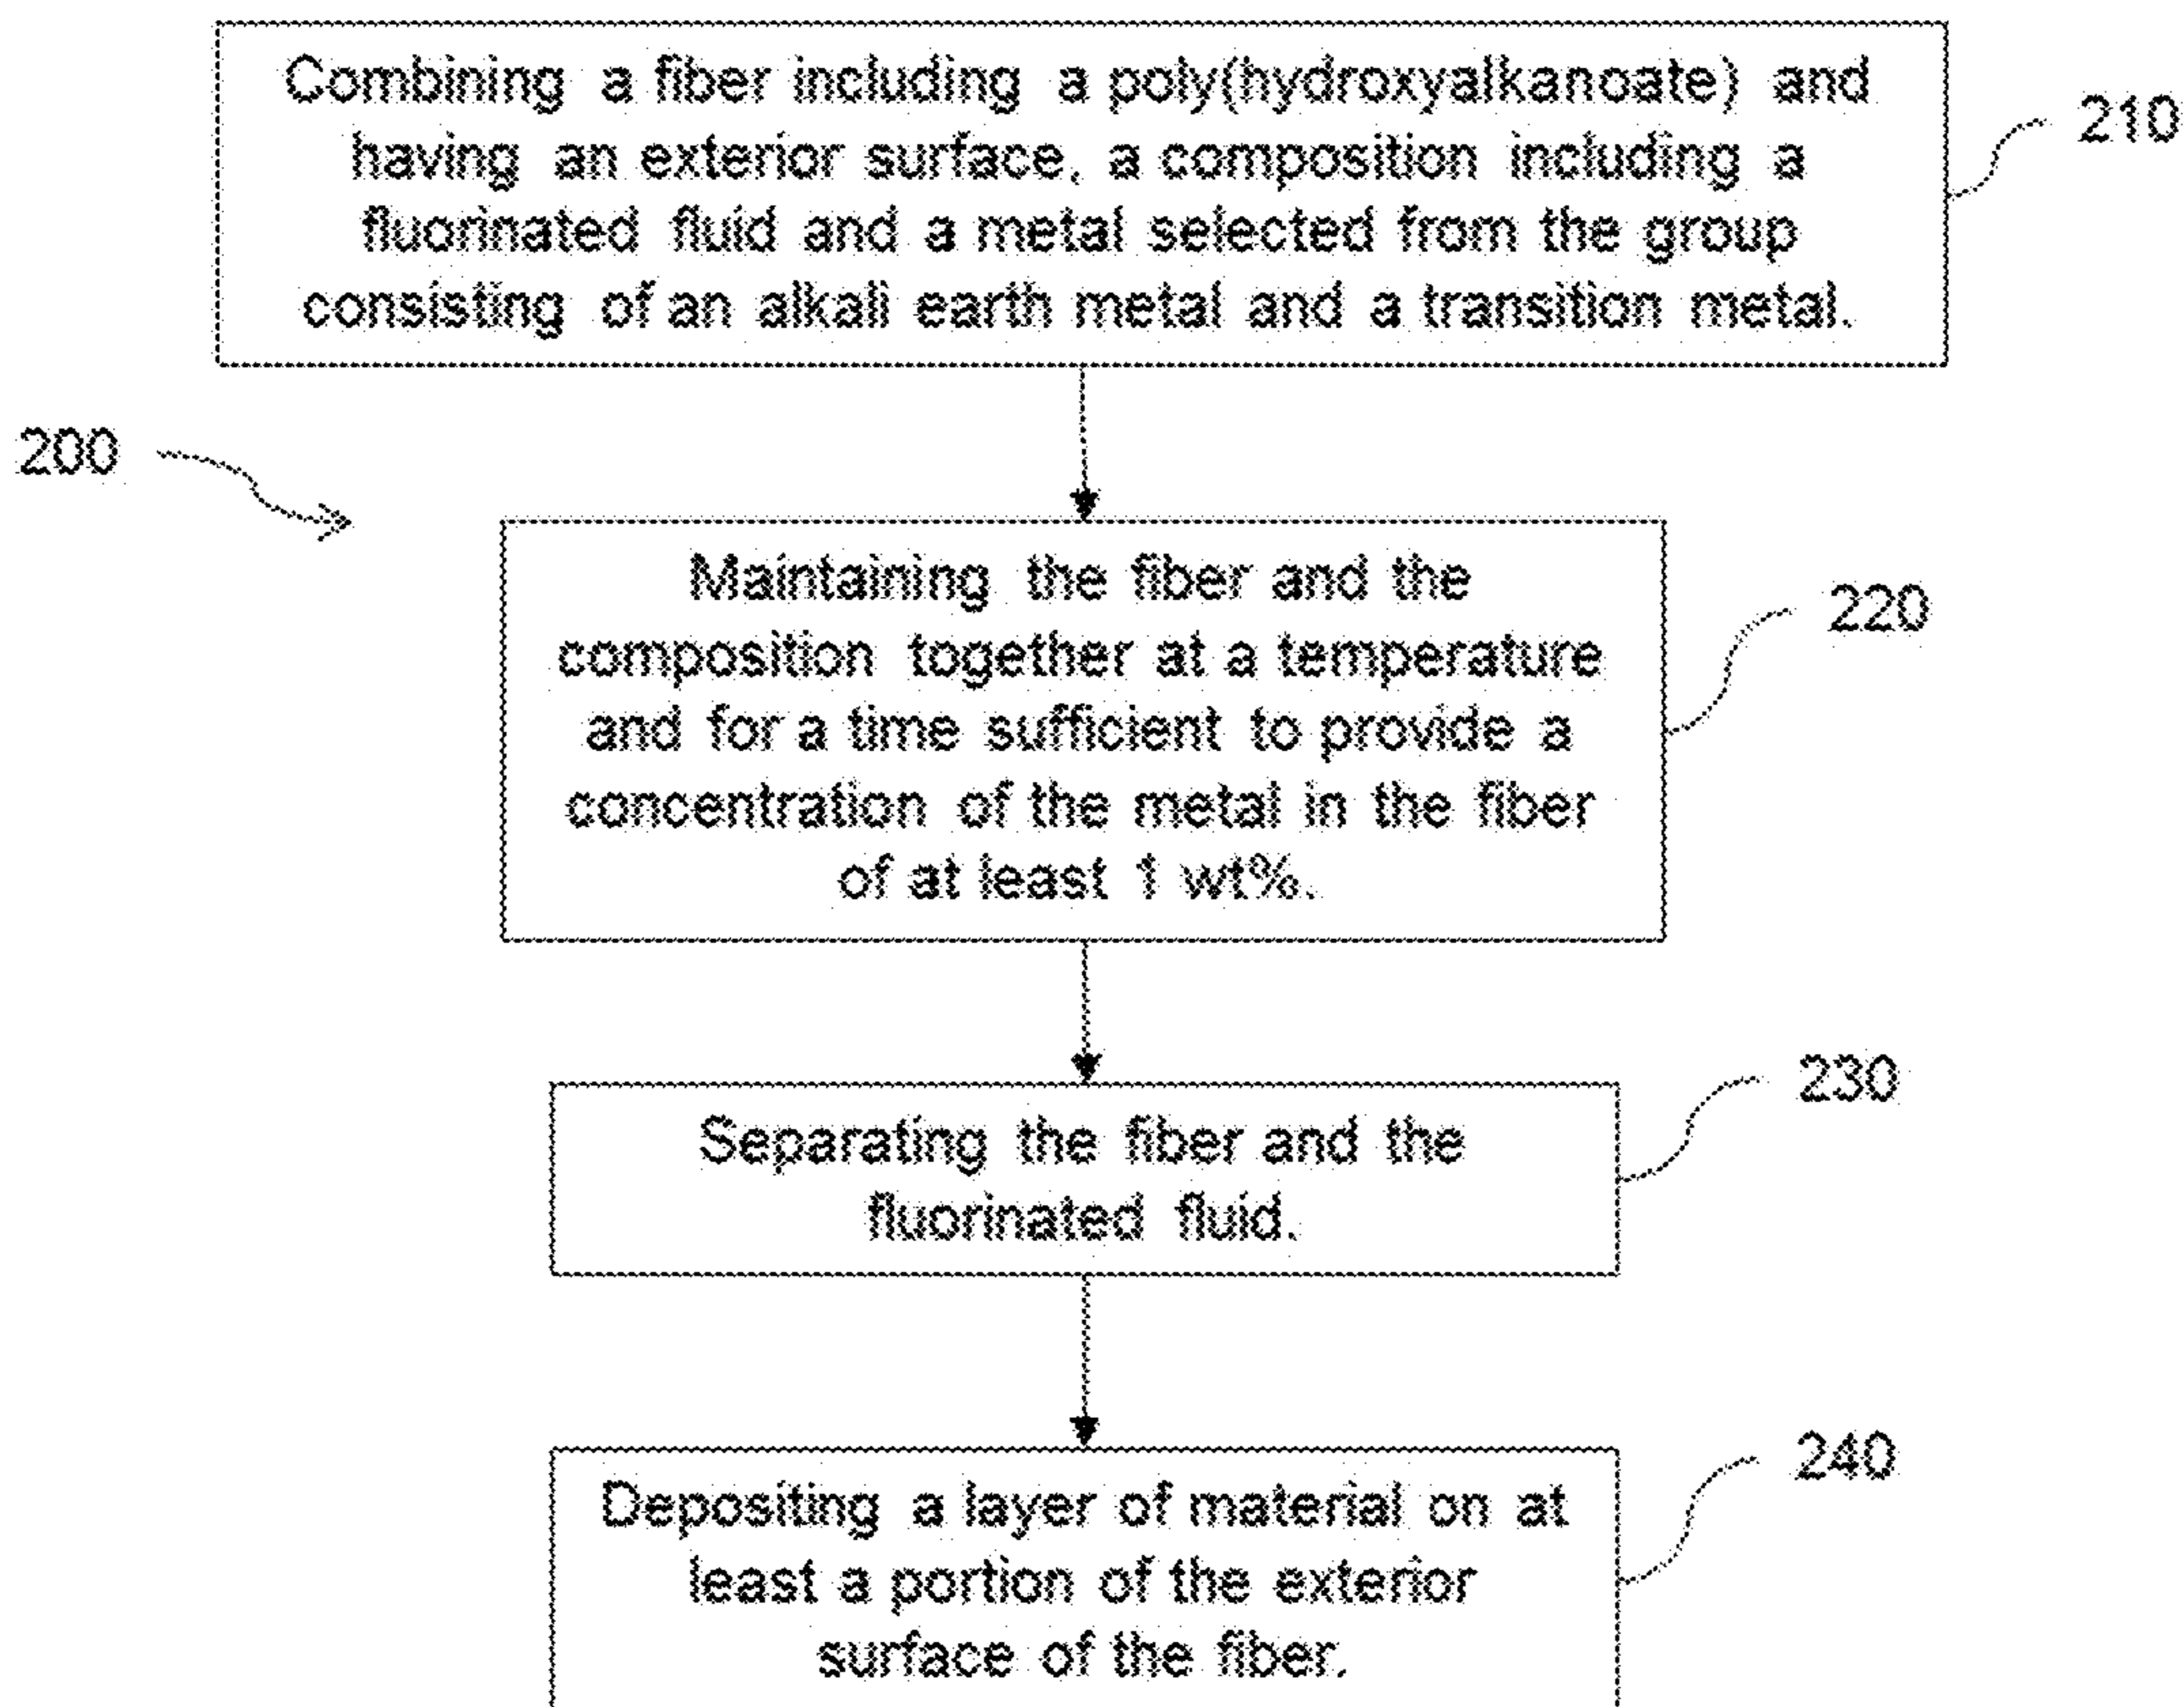 Combining a fiber including a poly(hydroxyalkanoate) and
having an exterior surface, a composition including a
fluorinated fluid and a metal selected from the group
consisting of an alkali earth metal and a transition metal.
210
200
Maintaining the fiber and the
composition together at a temperature
and for a time sufficient to provide a
concentration of the metal in the fiber
of at least 1 wt%.
220
Separating the fiber and the
fluorinated fluid.
230
Depositing a layer of material on at
least a portion of the exterior
surface of the fiber.
240